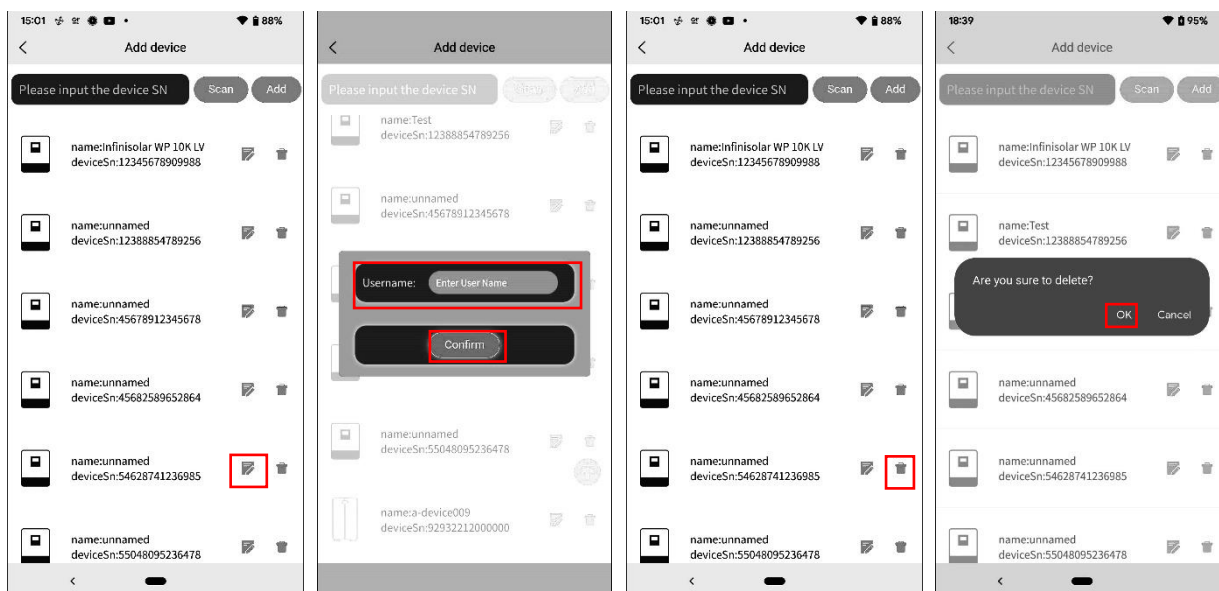 15:01 88%
Add device
Please input the device SN Scan Add
name:Infinisolar WP 10K LV
deviceSn:12345678909988
name:unnamed
deviceSn:12388854789256
name:unnamed
deviceSn:45678912345678
name:unnamed
deviceSn:45682589652864
name:unnamed
deviceSn:54628741236985
name:unnamed
deviceSn:55048095236478
Add device
Please input the device SN Scan Add
name:Test
deviceSn:12388854789256
name:unnamed
deviceSn:45678912345678
Username: Enter User Name
Confirm
name:unnamed
deviceSn:55048095236478
name:a-device009
deviceSn:92932212000000
15:01 88%
Add device
Please input the device SN Scan Add
name:Infinisolar WP 10K LV
deviceSn:12345678909988
name:unnamed
deviceSn:12388854789256
name:unnamed
deviceSn:45678912345678
name:unnamed
deviceSn:45682589652864
name:unnamed
deviceSn:54628741236985
name:unnamed
deviceSn:55048095236478
18:39 95%
Add device
Please input the device SN Scan Add
name:Infinisolar WP 10K LV
deviceSn:12345678909988
name:Test
deviceSn:12388854789256
Are you sure to delete?
OK Cancel
name:unnamed
deviceSn:45682589652864
name:unnamed
deviceSn:54628741236985
name:unnamed
deviceSn:55048095236478